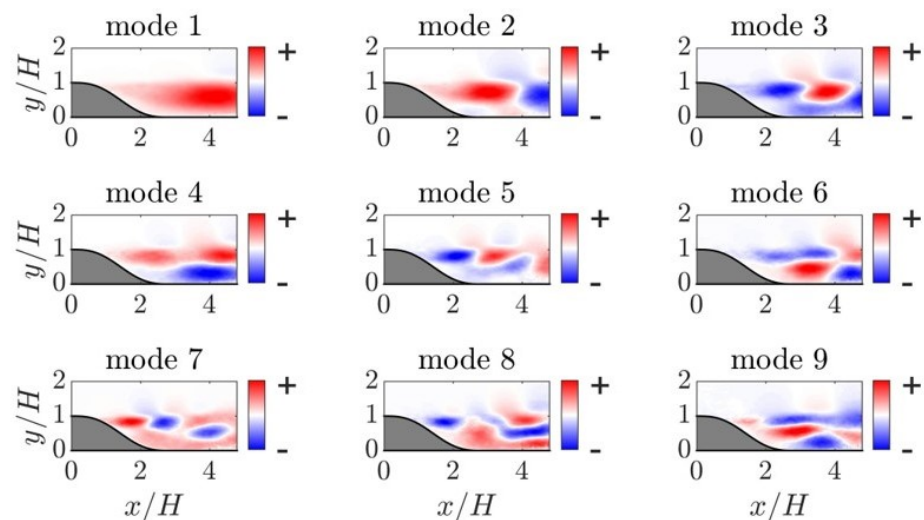 mode 1 mode 2 mode 3
2 + 2 + 2 +
y/H 1 1 1
0 - 0 - 0 -
0 2 4 0 2 4 0 2 4
mode 4 mode 5 mode 6
2 + 2 + 2 +
y/H 1 1 1
0 - 0 - 0 -
0 2 4 0 2 4 0 2 4
mode 7 mode 8 mode 9
2 + 2 + 2 +
y/H 1 1 1
0 - 0 - 0 -
0 2 4 0 2 4 0 2 4
x/H x/H x/H